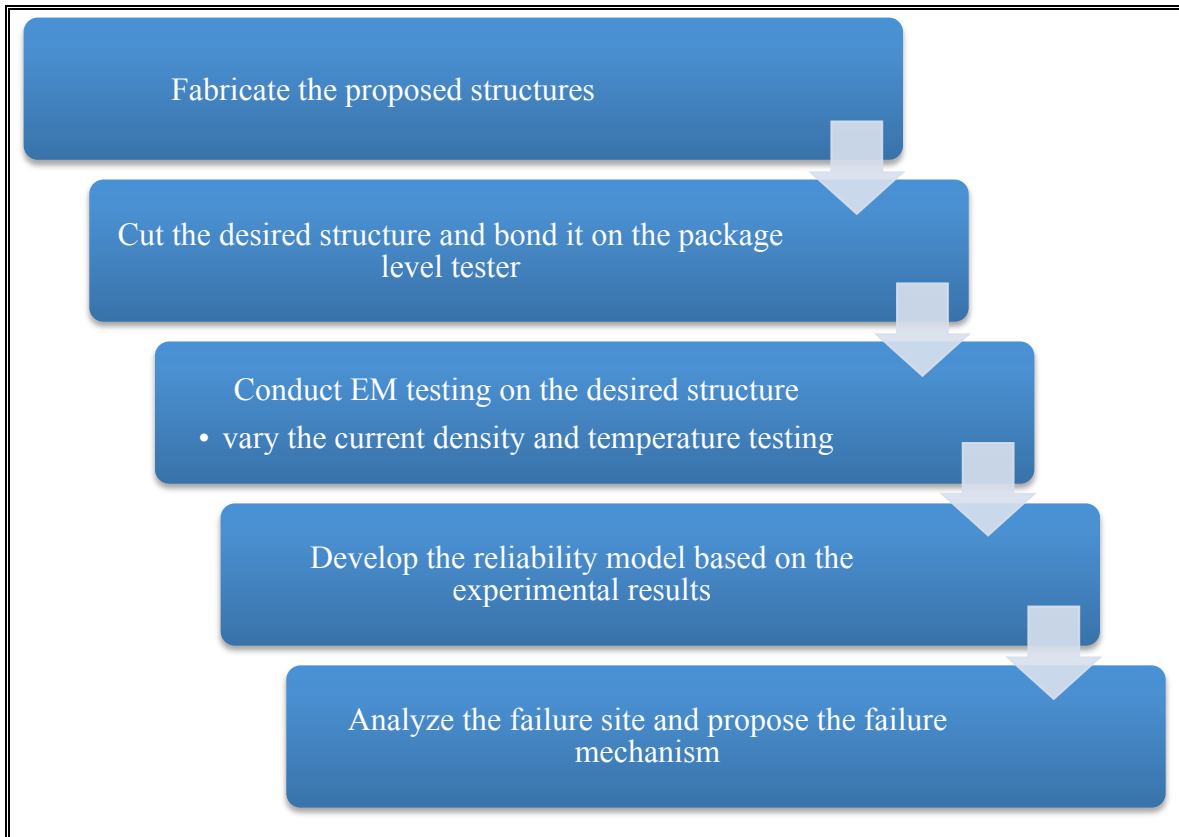 Fabricate the proposed structures
Cut the desired structure and bond it on the package
level tester
Conduct EM testing on the desired structure
• vary the current density and temperature testing
Develop the reliability model based on the
experimental results
Analyze the failure site and propose the failure
mechanism